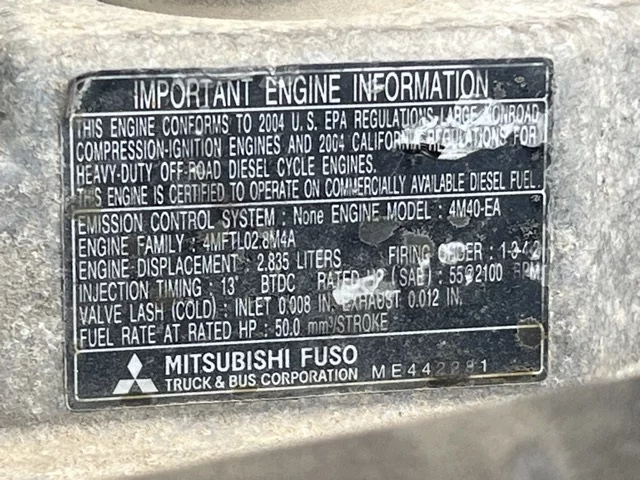 IMPORTANT ENGINE INFORMATION
THIS ENGINE CONFORMS TO 2004 U.S. EPA REGULATIONS LARGE NONROAD
COMPRESSION-IGNITION ENGINES AND 2004 CALIFORNIA REGULATIONS FOR
HEAVY-DUTY OFF-ROAD DIESEL CYCLE ENGINES.
THIS ENGINE IS CERTIFIED TO OPERATE ON COMMERCIALLY AVAILABLE DIESEL FUEL
EMISSION CONTROL SYSTEM : None ENGINE MODEL : 4M40-EA
ENGINE FAMILY : 4MFTL02.8M4A
ENGINE DISPLACEMENT : 2.835 LITERS FIRING ORDER : 1-3-4-2
INJECTION TIMING : 13° BTDC RATED HP (SAE) : 55@2100 RPM
VALVE LASH (COLD) : INLET 0.008 IN. EXHAUST 0.012 IN.
FUEL RATE AT RATED HP : 50.0 mm³/STROKE
MITSUBISHI FUSO
TRUCK & BUS CORPORATION